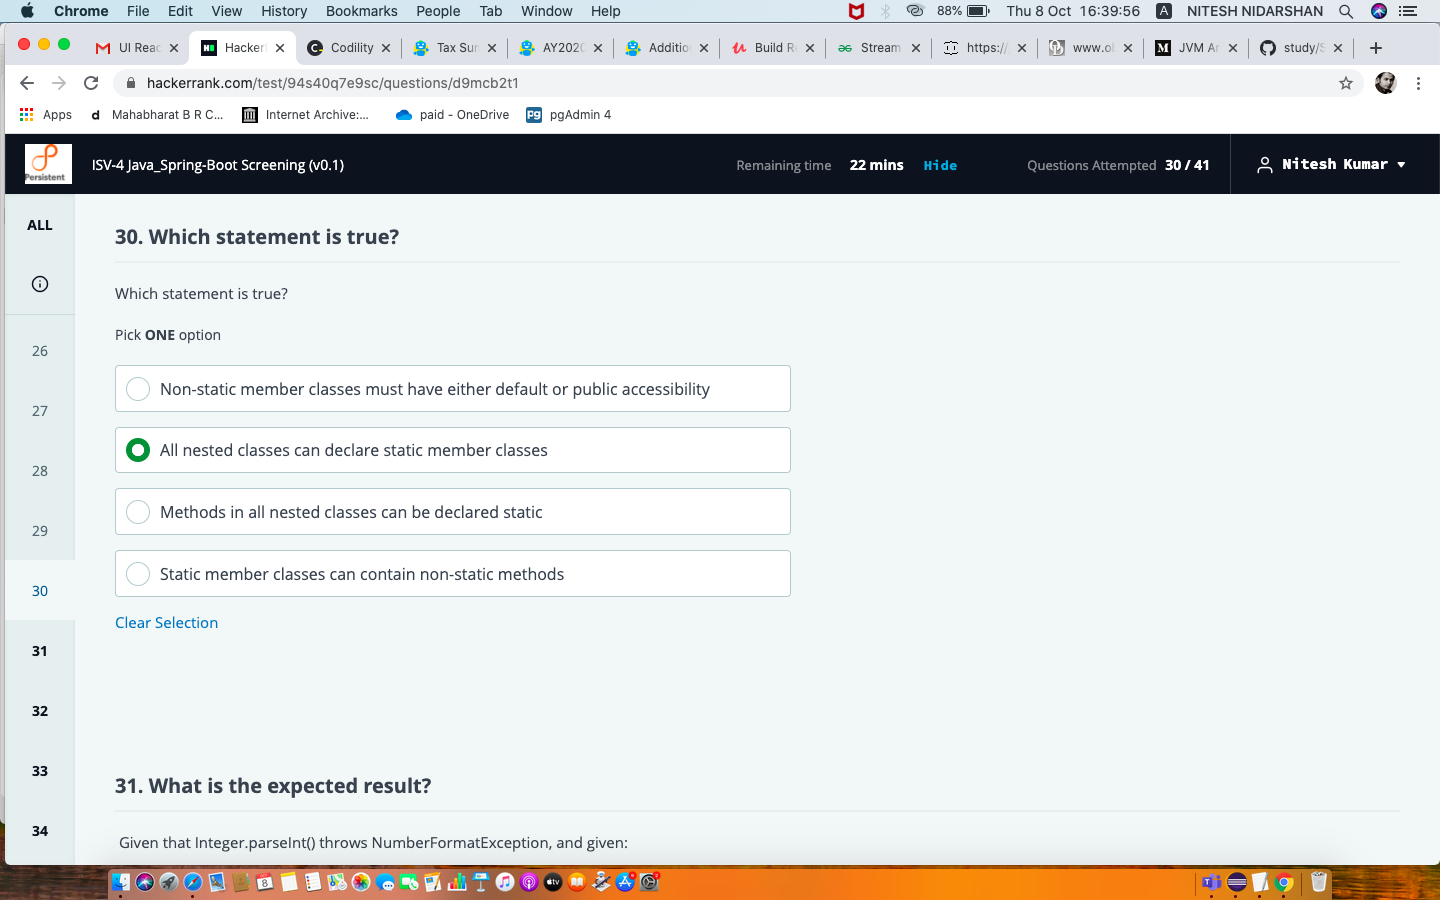 Chrome File Edit View History Bookmarks People Tab Window Help 88% Thu 8 Oct 16:39:56 A NITESH NIDARSHAN
UI Reac Hacker Codility Tax Sur AY202 Additio Build R Stream https:// www.o JVM Ar study/S
hackerrank.com/test/94s40q7e9sc/questions/d9mcb2t1
Apps d Mahabharat B R C... Internet Archive:... paid - OneDrive pg pgAdmin 4
Persistent ISV-4 Java_Spring-Boot Screening (v0.1) Remaining time 22 mins Hide Questions Attempted 30 / 41 Nitesh Kumar
ALL
30. Which statement is true?
Which statement is true?
Pick ONE option
26
Non-static member classes must have either default or public accessibility
27
All nested classes can declare static member classes
28
Methods in all nested classes can be declared static
29
Static member classes can contain non-static methods
30
Clear Selection
31
32
33
31. What is the expected result?
34
Given that Integer.parseInt() throws NumberFormatException, and given: